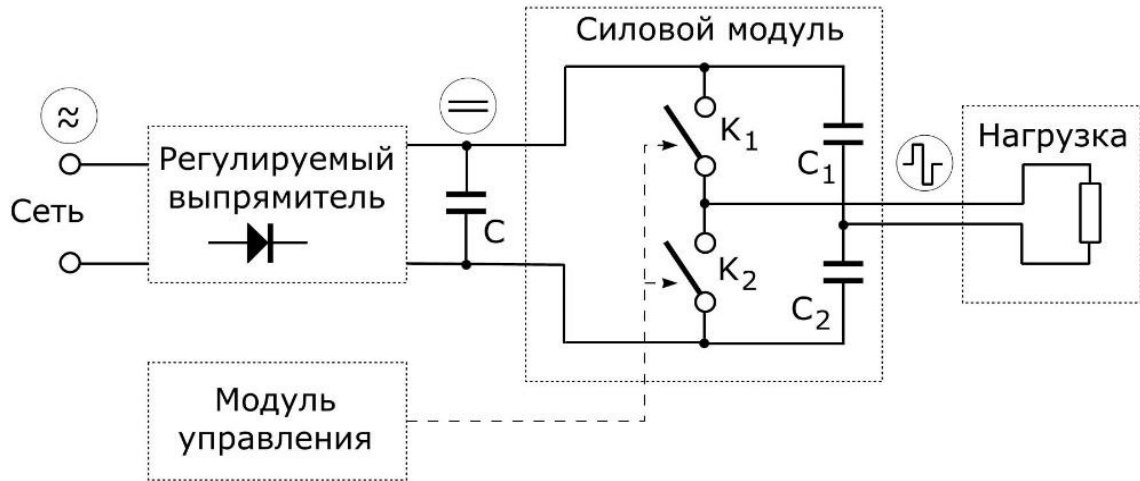 Силовой модуль
Регулируемый
выпрямитель
Сеть
C
K₁
K₂
C₁
C₂
Нагрузка
Модуль
управления